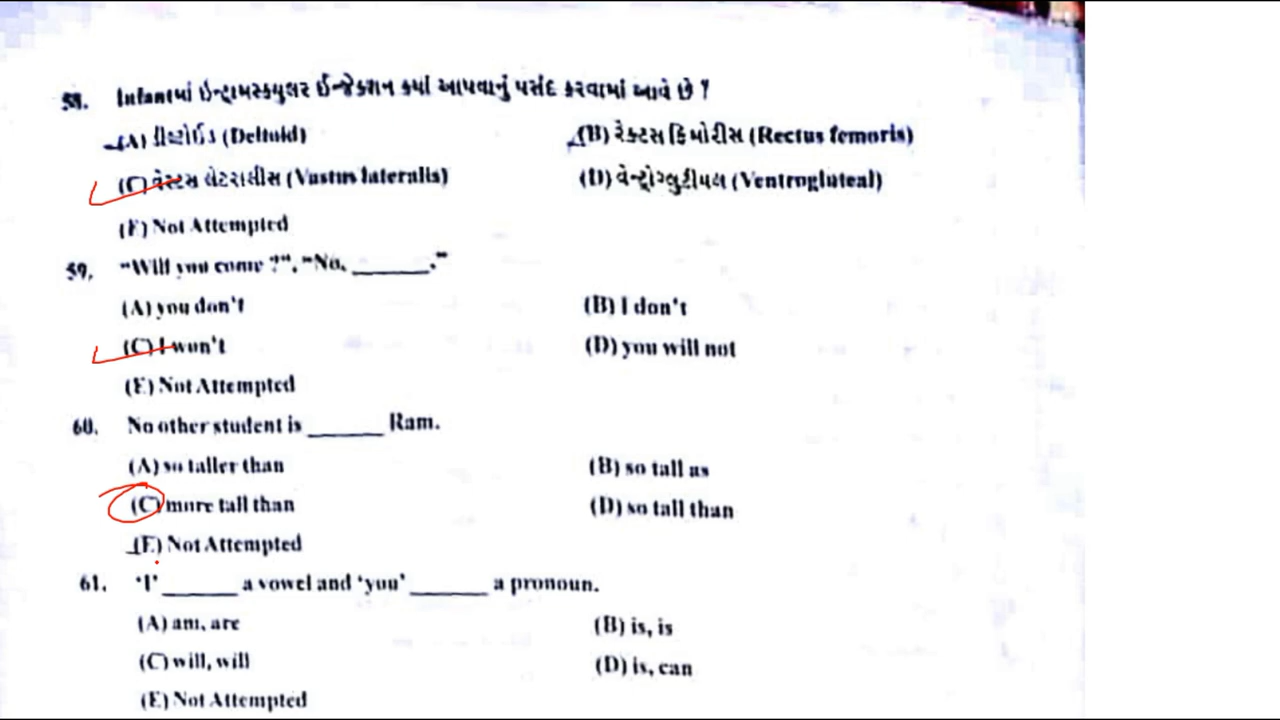 58. Infantમાં ઇન્ટ્રામસ્ક્યુલર ઈન્જેક્શન ક્યાં આપવાનું પસંદ કરવામાં આવે છે ?
(A) ડેલ્ટોઈડ (Deltoid)
(B) રેક્ટસ ફિમોરીસ (Rectus femoris)
(C) વેસ્ટસ લેટરાલીસ (Vastus lateralis)
(D) વેન્ટ્રોગ્લુટીયલ (Ventrogluteal)
(E) Not Attempted
59. "Will you come ?", "No, ______."
(A) you don't
(B) I don't
(C) I won't
(D) you will not
(E) Not Attempted
60. No other student is ______ Ram.
(A) so taller than
(B) so tall as
(C) more tall than
(D) so tall than
(E) Not Attempted
61. 'I' ______ a vowel and 'you' ______ a pronoun.
(A) am, are
(B) is, is
(C) will, will
(D) is, can
(E) Not Attempted